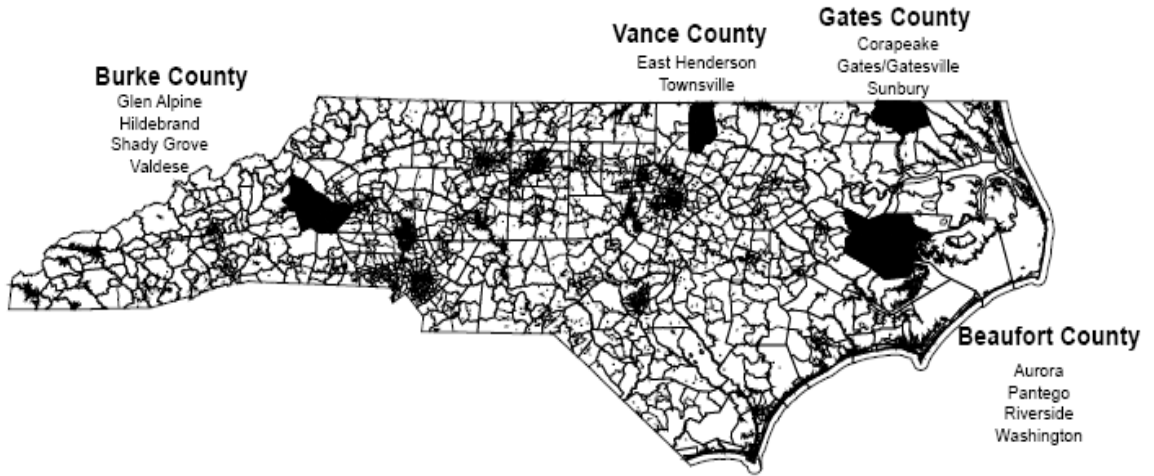 Burke County
Glen Alpine
Hildebrand
Shady Grove
Valdese
Vance County
East Henderson
Townsville
Gates County
Corapeake
Gates/Gatesville
Sunbury
Beaufort County
Aurora
Pantego
Riverside
Washington